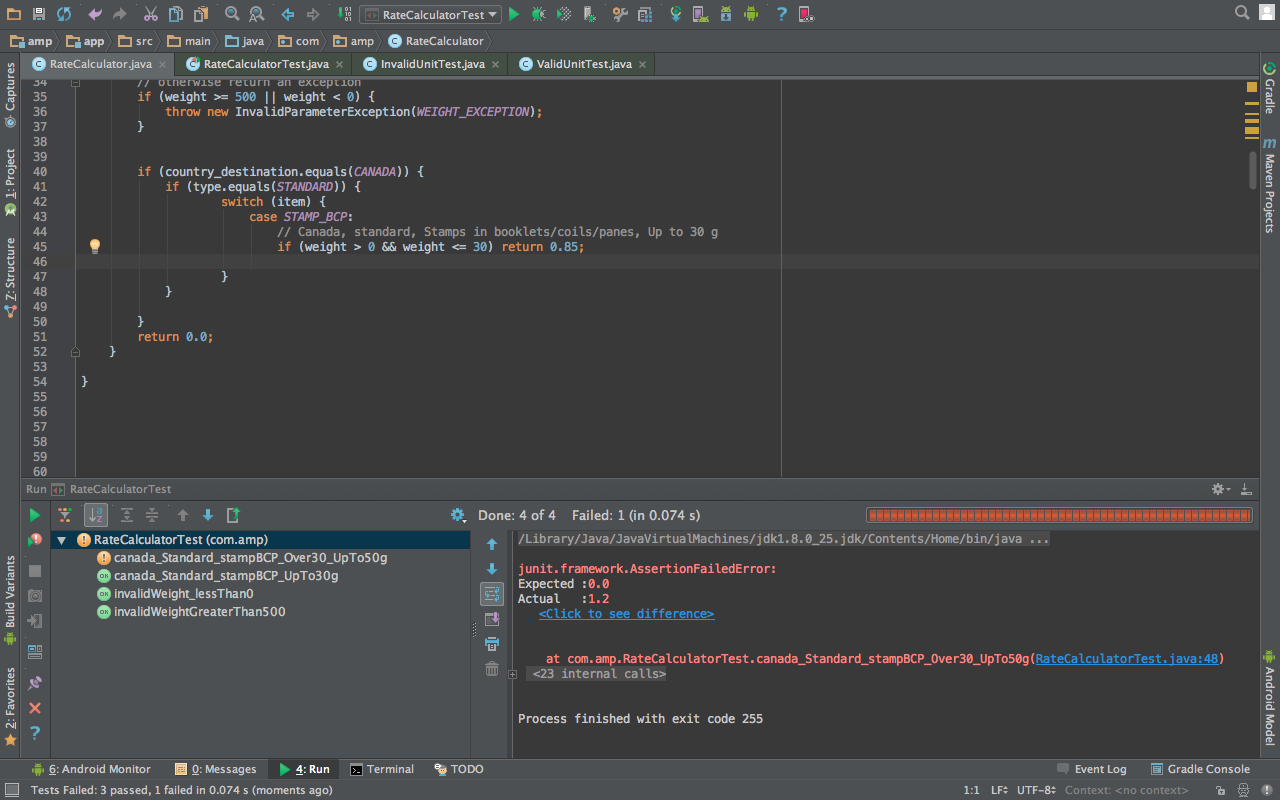 RateCalculatorTest
amp app src main java com amp RateCalculator
RateCalculator.java RateCalculatorTest.java InvalidUnitTest.java ValidUnitTest.java
Captures
1: Project
7: Structure
Build Variants
2: Favorites
34 // otherwise return an exception
35 if (weight >= 500 || weight < 0) {
36 throw new InvalidParameterException(WEIGHT_EXCEPTION);
37 }
38
39
40 if (country_destination.equals(CANADA)) {
41 if (type.equals(STANDARD)) {
42 switch (item) {
43 case STAMP_BCP:
44 // Canada, standard, Stamps in booklets/coils/panes, Up to 30 g
45 if (weight > 0 && weight <= 30) return 0.85;
46
47 }
48 }
49
50 }
51 return 0.0;
52 }
53
54 }
55
56
57
58
59
60
Gradle
Maven Projects
Android Model
Run RateCalculatorTest
Done: 4 of 4 Failed: 1 (in 0.074 s)
RateCalculatorTest (com.amp)
canada_Standard_stampBCP_Over30_UpTo50g
OK canada_Standard_stampBCP_UpTo30g
OK invalidWeight_lessThan0
OK invalidWeightGreaterThan500
/Library/Java/JavaVirtualMachines/jdk1.8.0_25.jdk/Contents/Home/bin/java ...
junit.framework.AssertionFailedError:
Expected :0.0
Actual :1.2
<Click to see difference>
at com.amp.RateCalculatorTest.canada_Standard_stampBCP_Over30_UpTo50g(RateCalculatorTest.java:48)
<23 internal calls>
Process finished with exit code 255
6: Android Monitor 0: Messages 4: Run Terminal TODO Event Log Gradle Console
Tests Failed: 3 passed, 1 failed in 0.074 s (moments ago) 1:1 LF UTF-8 Context: <no context>